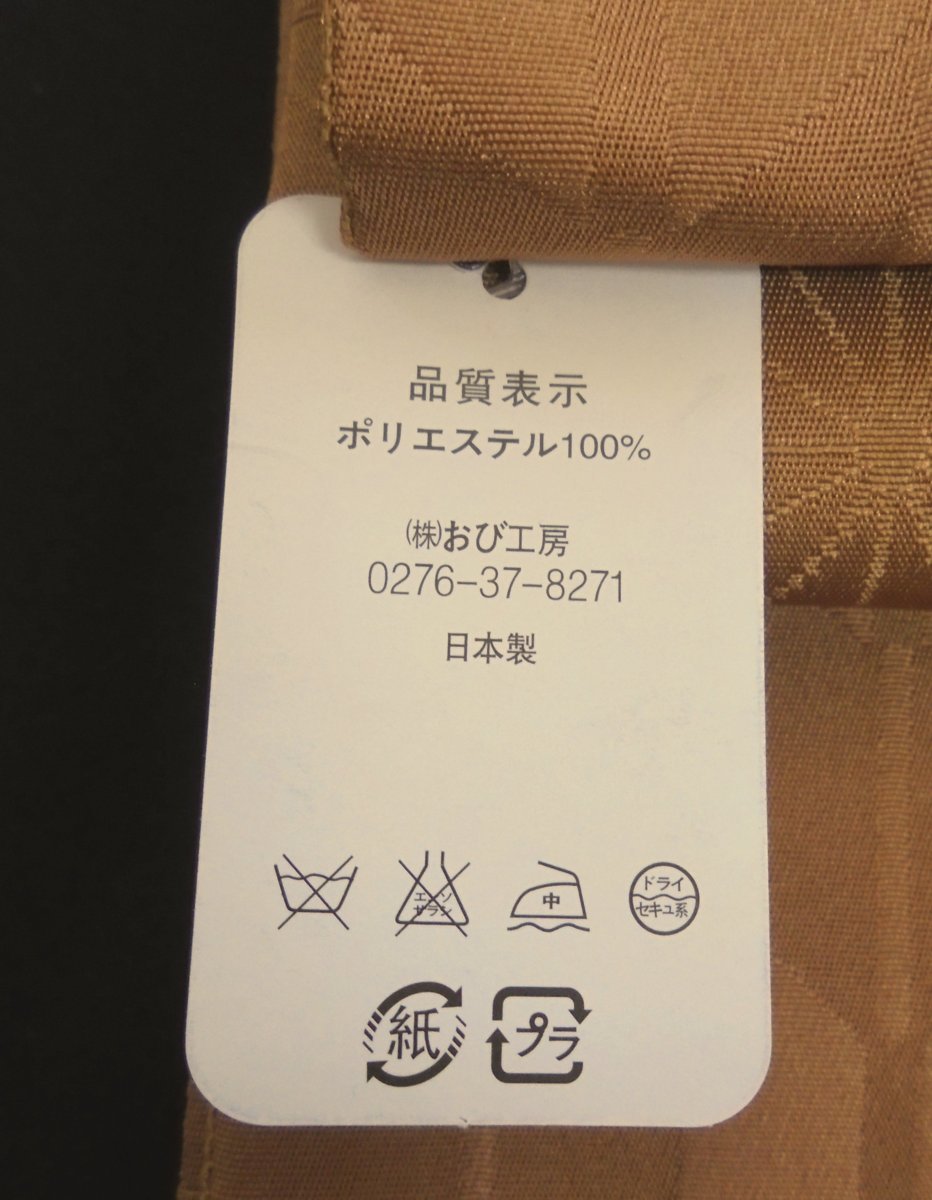 品質表示
ポリエステル100%
㈱おび工房
0276-37-8271
日本製
エンソ
サラシ
中
ドライ
セキユ系
紙
プラ